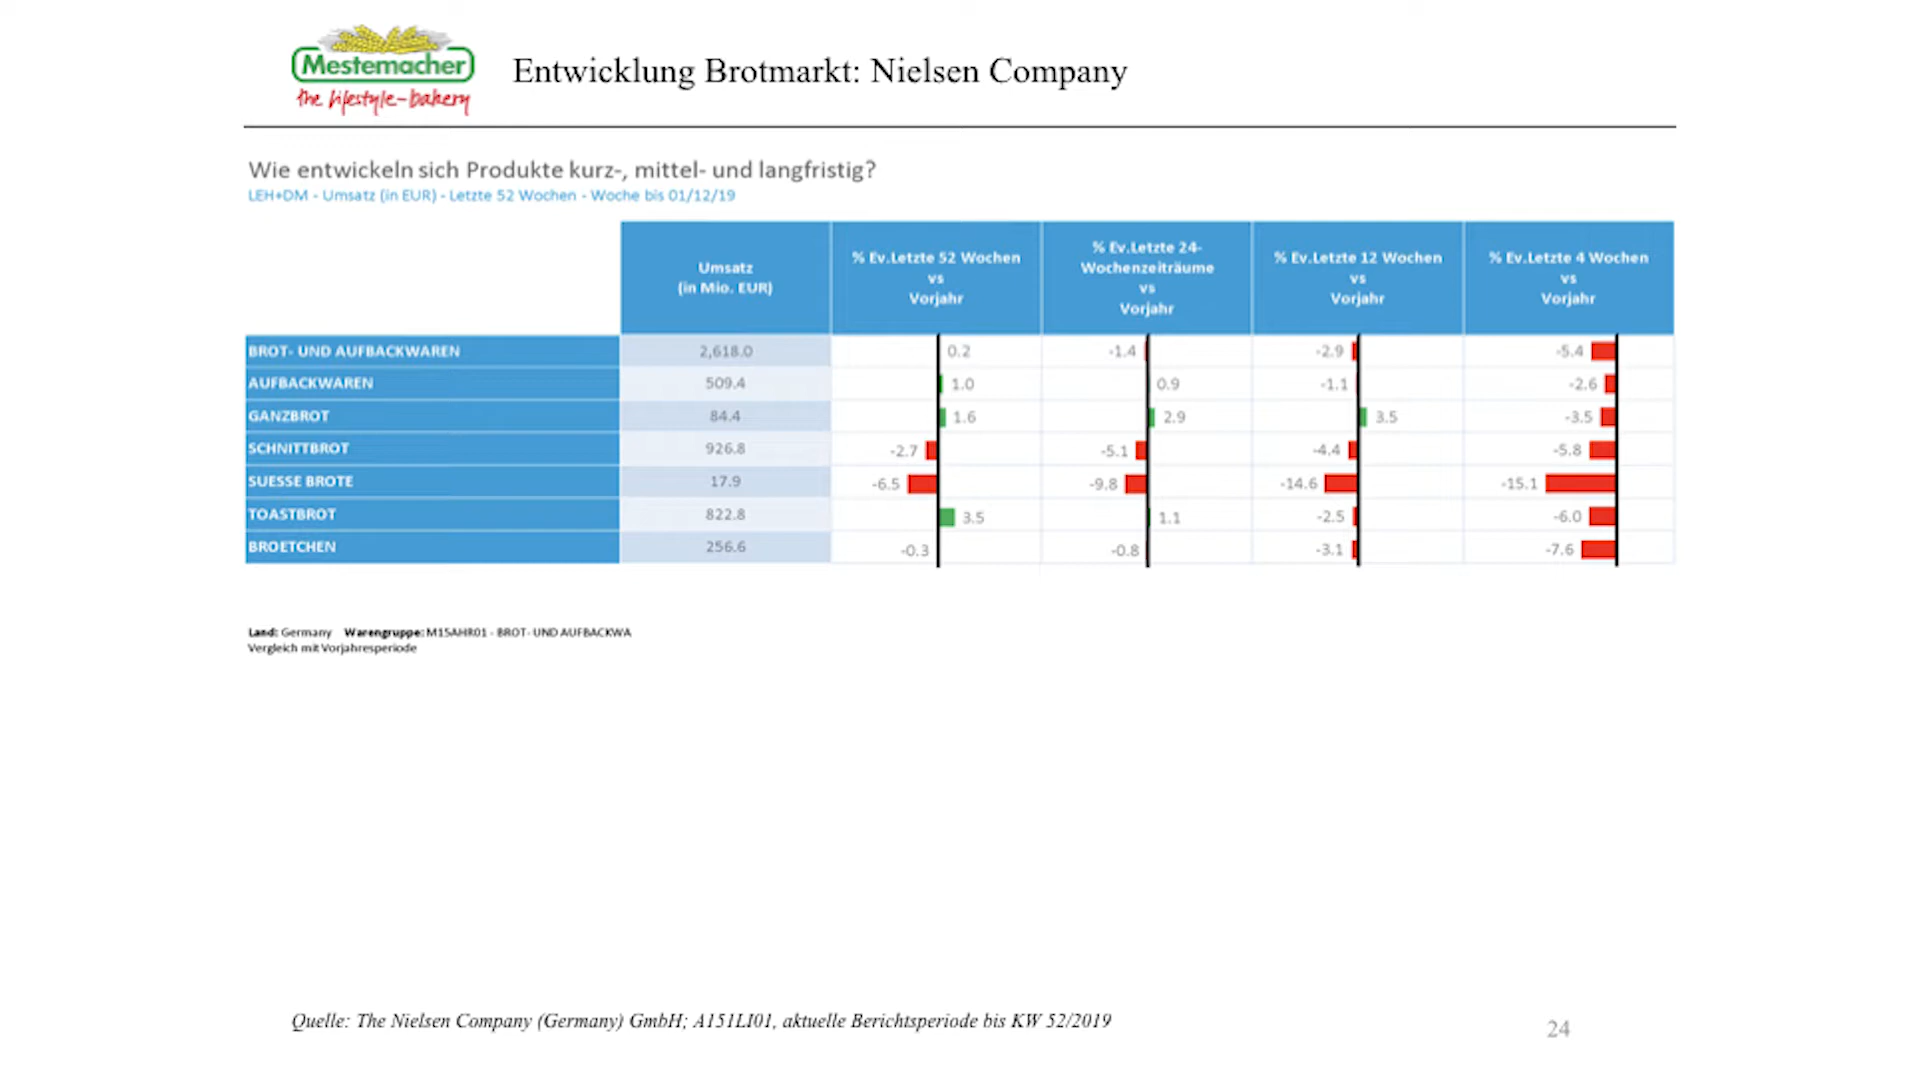 Mestemacher
the lifestyle-bakery
Entwicklung Brotmarkt: Nielsen Company
Wie entwickeln sich Produkte kurz-, mittel- und langfristig?
LEH+DM - Umsatz (in EUR) - Letzte 52 Wochen - Woche bis 01/12/19
Umsatz
(in Mio. EUR)
% Ev.Letzte 52 Wochen
vs
Vorjahr
% Ev.Letzte 24-
Wochenzeiträume
vs
Vorjahr
% Ev.Letzte 12 Wochen
vs
Vorjahr
% Ev.Letzte 4 Wochen
vs
Vorjahr
BROT- UND AUFBACKWAREN 2,618.0 0.2 -1.4 -2.9 -5.4
AUFBACKWAREN 509.4 1.0 0.9 -1.1 -2.6
GANZBROT 84.4 1.6 2.9 3.5 -3.5
SCHNITTBROT 926.8 -2.7 -5.1 -4.4 -5.8
SUESSE BROTE 17.9 -6.5 -9.8 -14.6 -15.1
TOASTBROT 822.8 3.5 1.1 -2.5 -6.0
BROETCHEN 256.6 -0.3 -0.8 -3.1 -7.6
Land: Germany Warengruppe: M15AHR01 - BROT- UND AUFBACKWA
Vergleich mit Vorjahresperiode
Quelle: The Nielsen Company (Germany) GmbH; A151LI01, aktuelle Berichtsperiode bis KW 52/2019
24